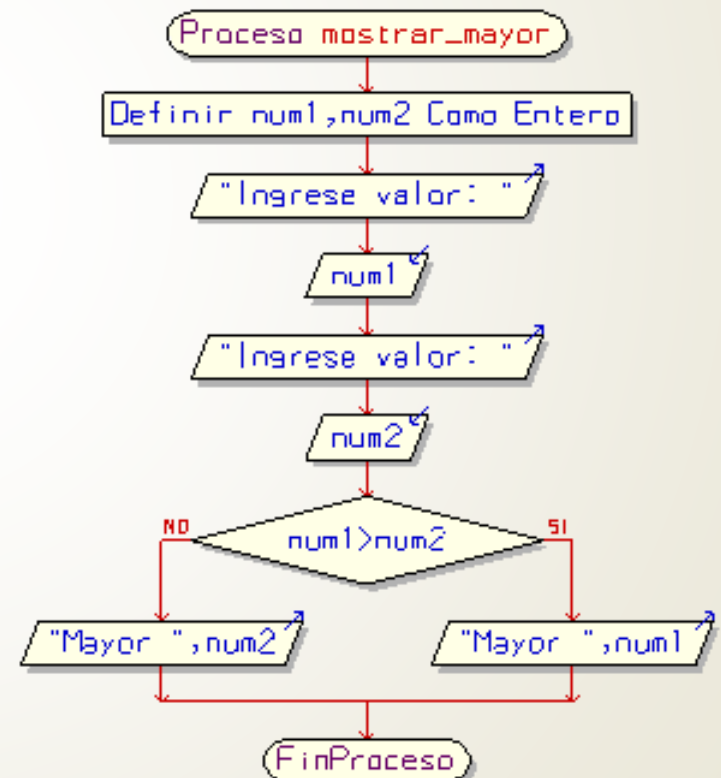 Proceso mostrar_mayor
Definir num1,num2 Como Entero
"Ingrese valor: "
num1
"Ingrese valor: "
num2
NO
num1>num2
SI
"Mayor ",num2
"Mayor ",num1
FinProceso